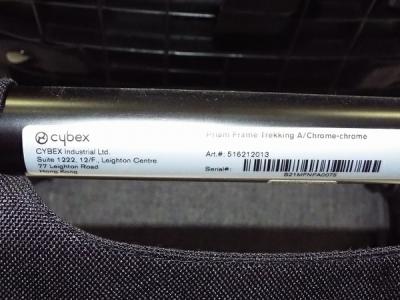 cybex
CYBEX Industrial Ltd.
Suite 1222, 12/F., Leighton Centre
77 Leighton Road
Hong Kong
Priam Frame Trekking A/Chrome-chrome
Art.#: 516212013
Serial#: